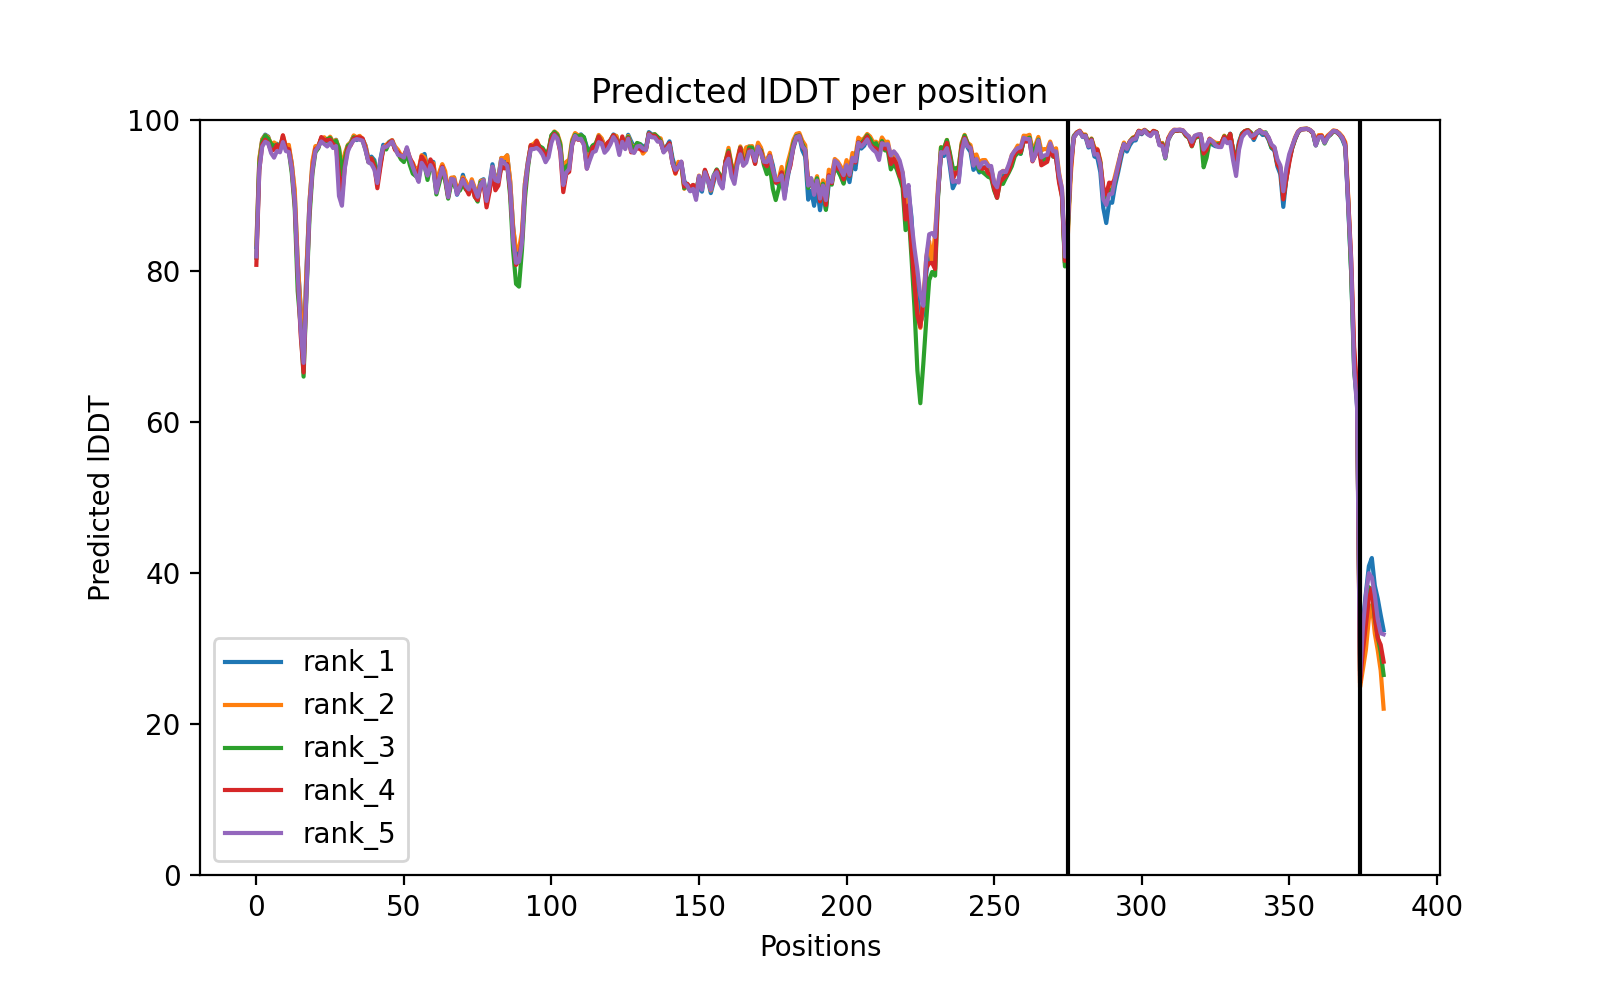 Predicted lDDT per position
Predicted lDDT
100
80
60
40
20
0
rank_1
rank_2
rank_3
rank_4
rank_5
0 50 100 150 200 250 300 350 400
Positions